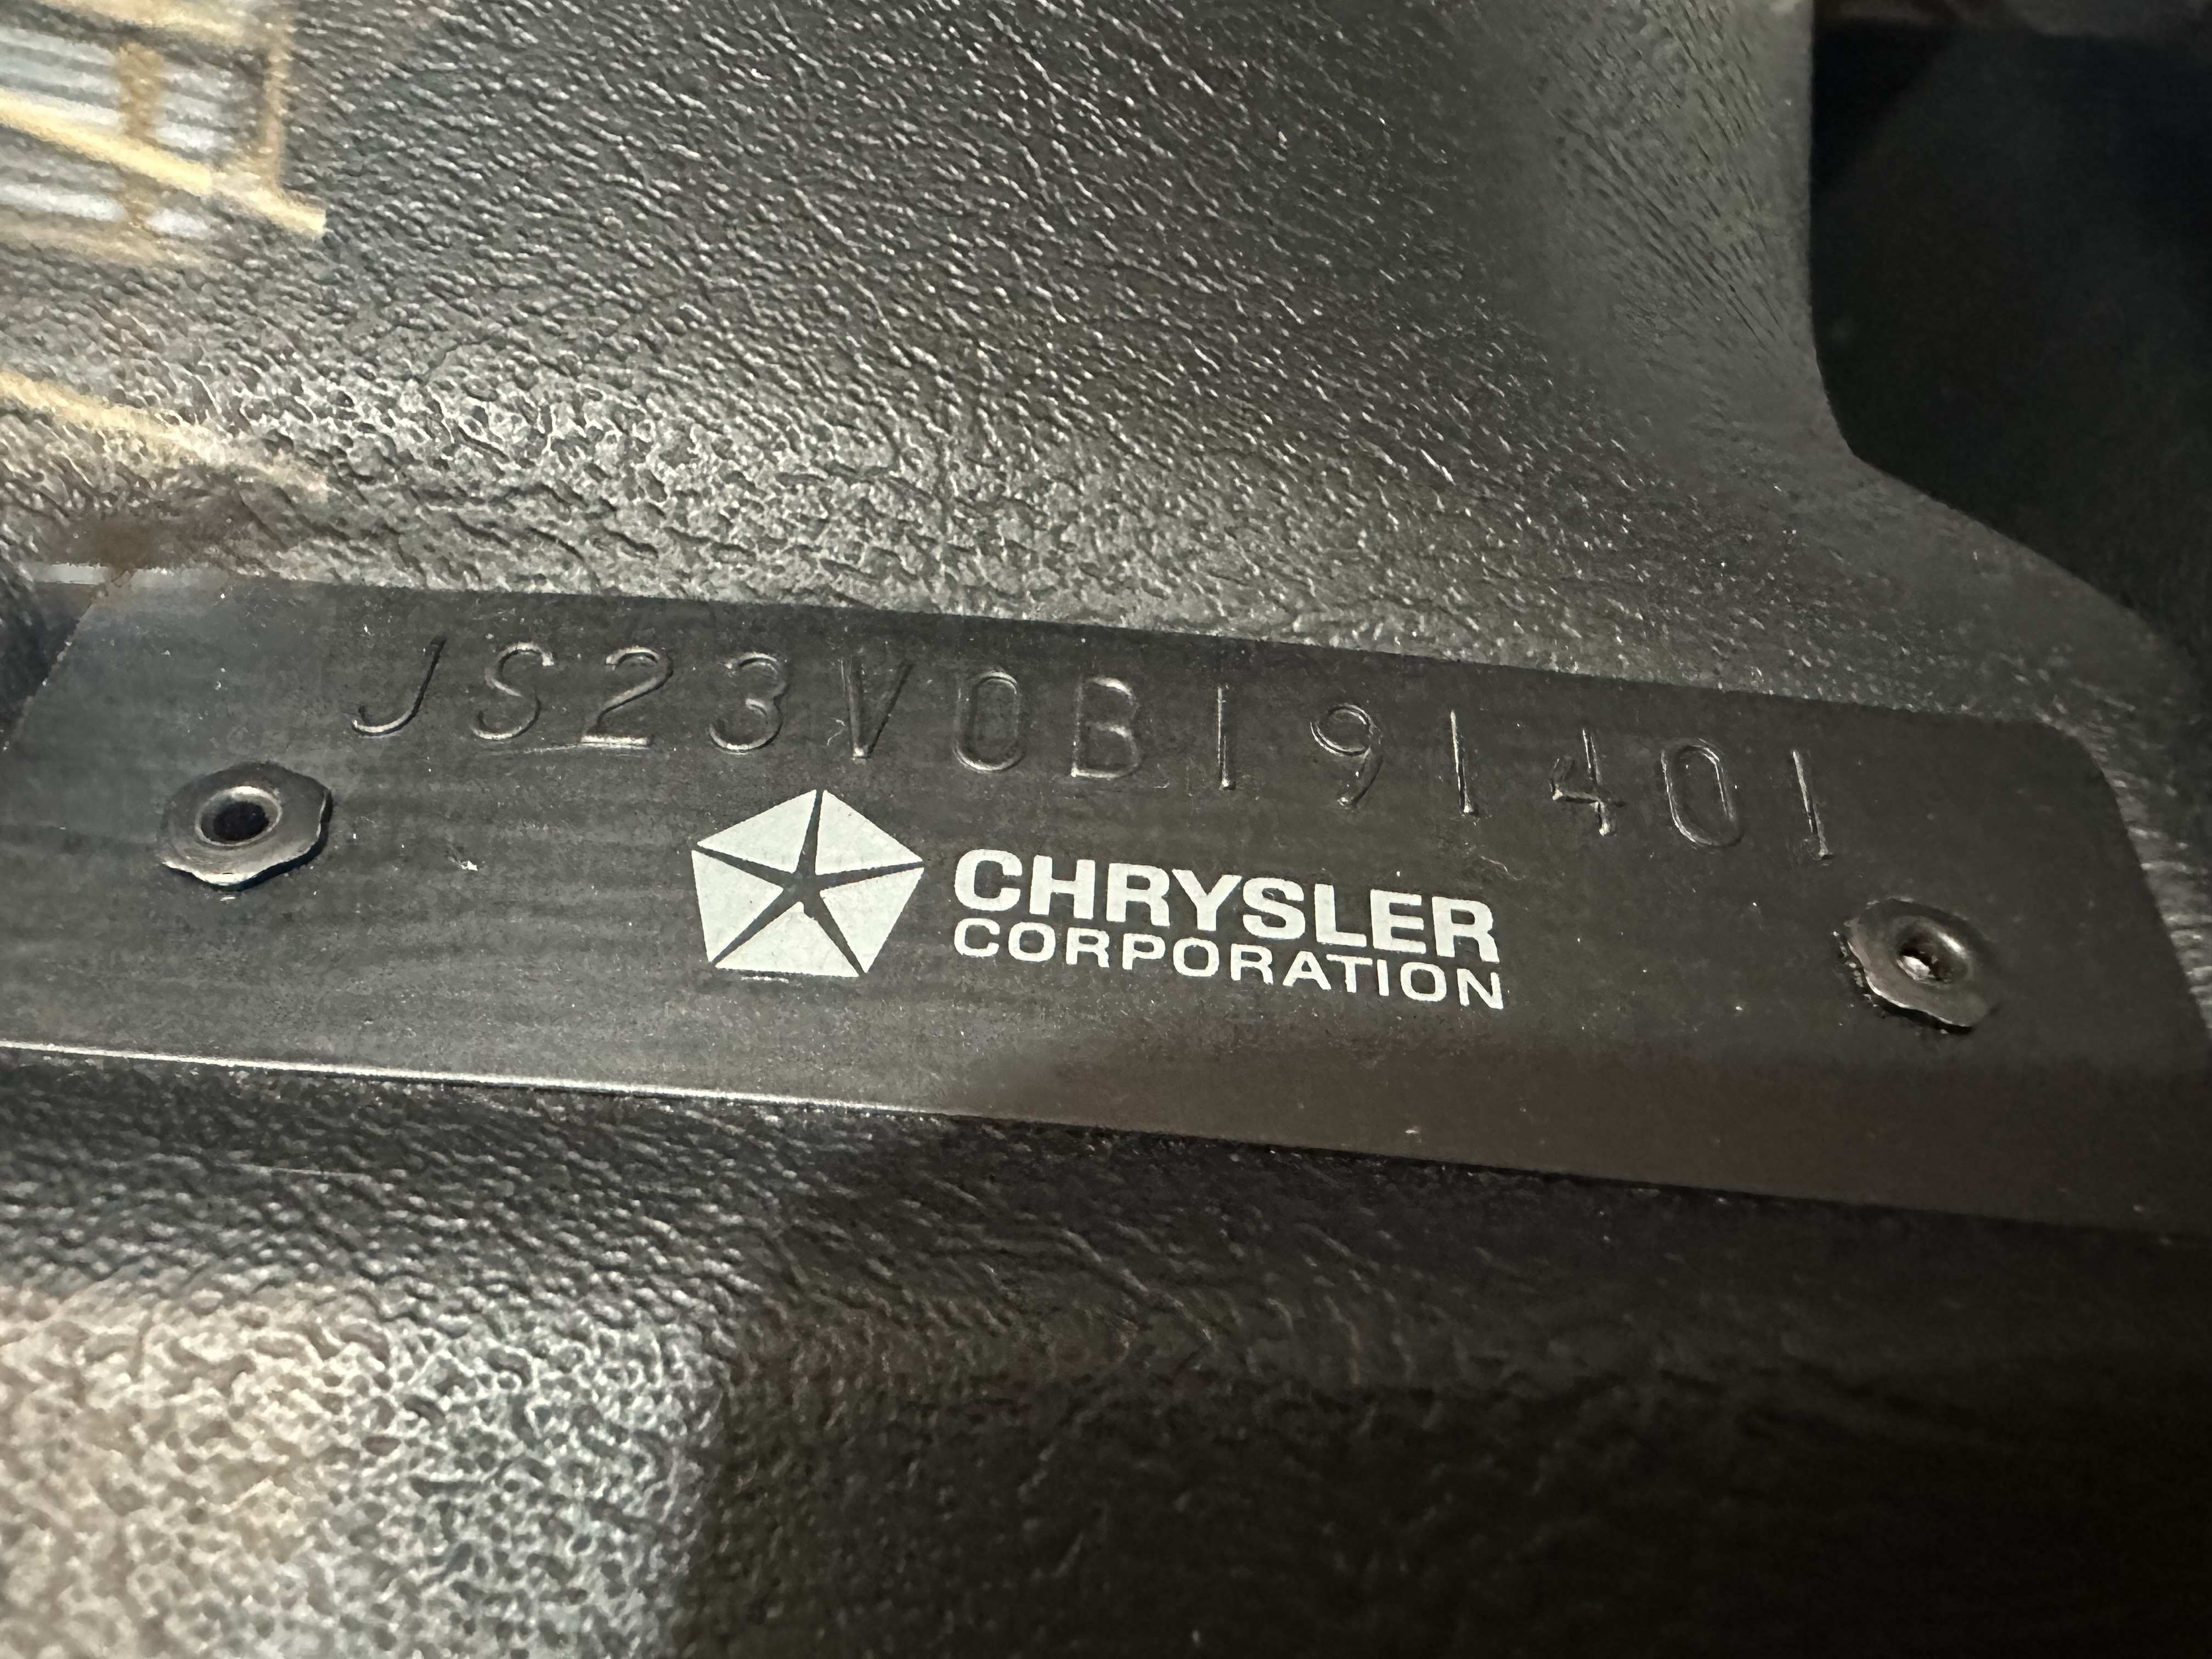 JS23V0B191401
CHRYSLER
CORPORATION